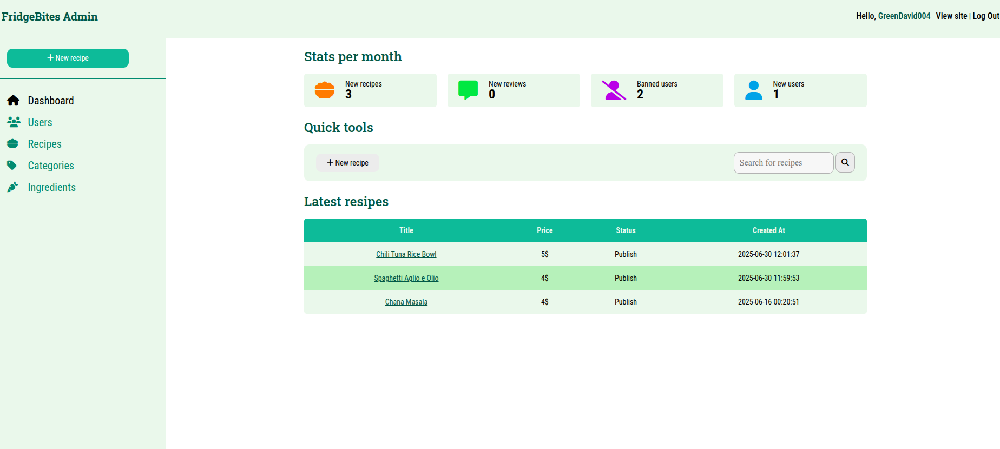 FridgeBites Admin
Hello, GreenDavid004 View site | Log Out
+ New recipe
Dashboard
Users
Recipes
Categories
Ingredients
Stats per month
New recipes
3
New reviews
0
Banned users
2
New users
1
Quick tools
+ New recipe
Search for recipes
Latest resipes
Title Price Status Created At
Chili Tuna Rice Bowl 5$ Publish 2025-06-30 12:01:37
Spaghetti Aglio e Olio 4$ Publish 2025-06-30 11:59:53
Chana Masala 4$ Publish 2025-06-16 00:20:51